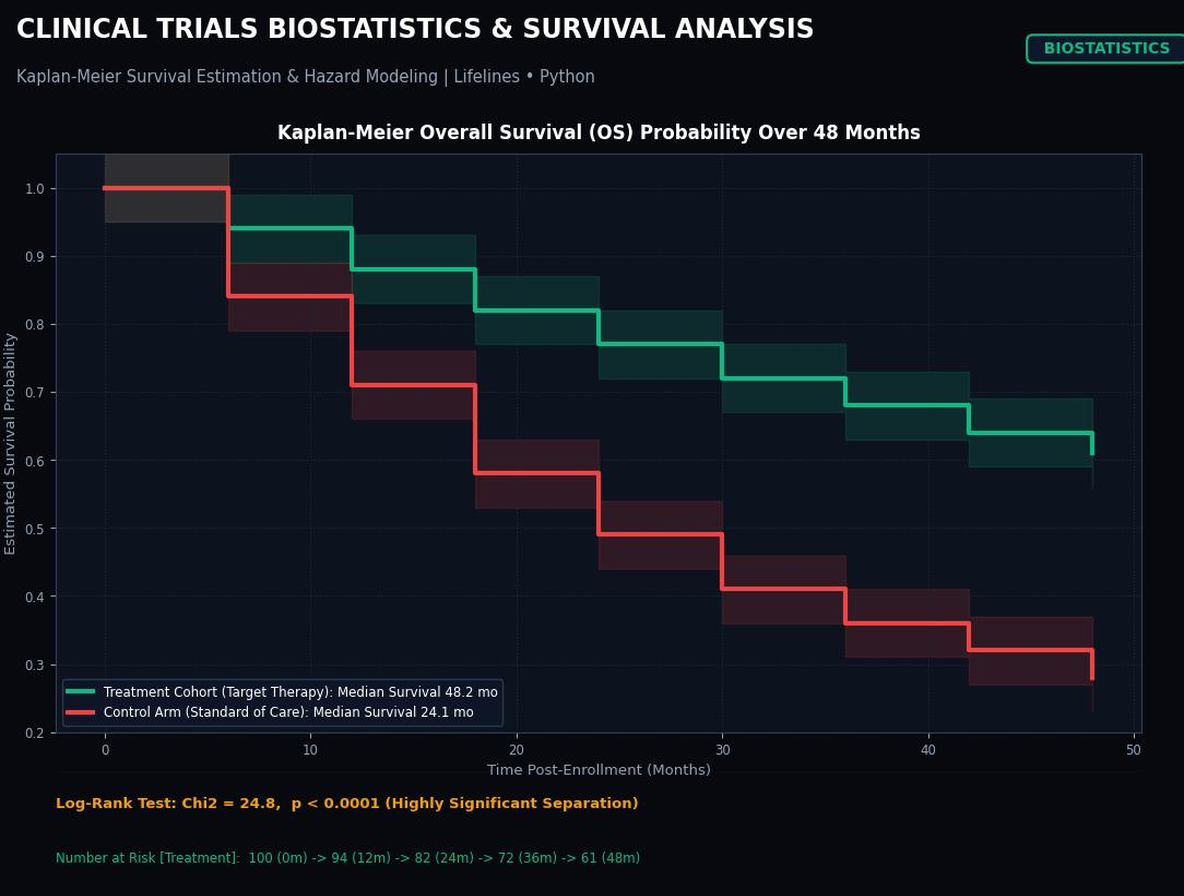 CLINICAL TRIALS BIOSTATISTICS & SURVIVAL ANALYSIS
BIOSTATISTICS
Kaplan-Meier Survival Estimation & Hazard Modeling | Lifelines • Python
Kaplan-Meier Overall Survival (OS) Probability Over 48 Months
Estimated Survival Probability
1.0
0.9
0.8
0.7
0.6
0.5
0.4
0.3
0.2
Treatment Cohort (Target Therapy): Median Survival 48.2 mo
Control Arm (Standard of Care): Median Survival 24.1 mo
0 10 20 30 40 50
Time Post-Enrollment (Months)
Log-Rank Test: Chi2 = 24.8,  p < 0.0001 (Highly Significant Separation)
Number at Risk [Treatment]:  100 (0m) -> 94 (12m) -> 82 (24m) -> 72 (36m) -> 61 (48m)